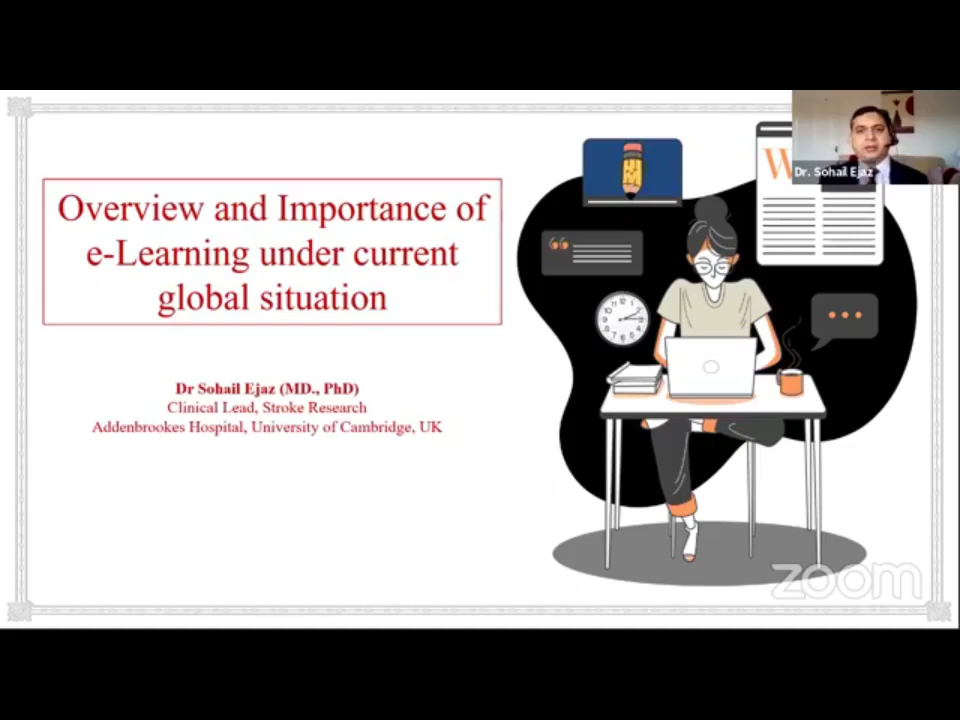 Overview and Importance of
e-Learning under current
global situation
Dr Sohail Ejaz (MD., PhD)
Clinical Lead, Stroke Research
Addenbrookes Hospital, University of Cambridge, UK
W
Dr. Sohail Ejaz
zoom